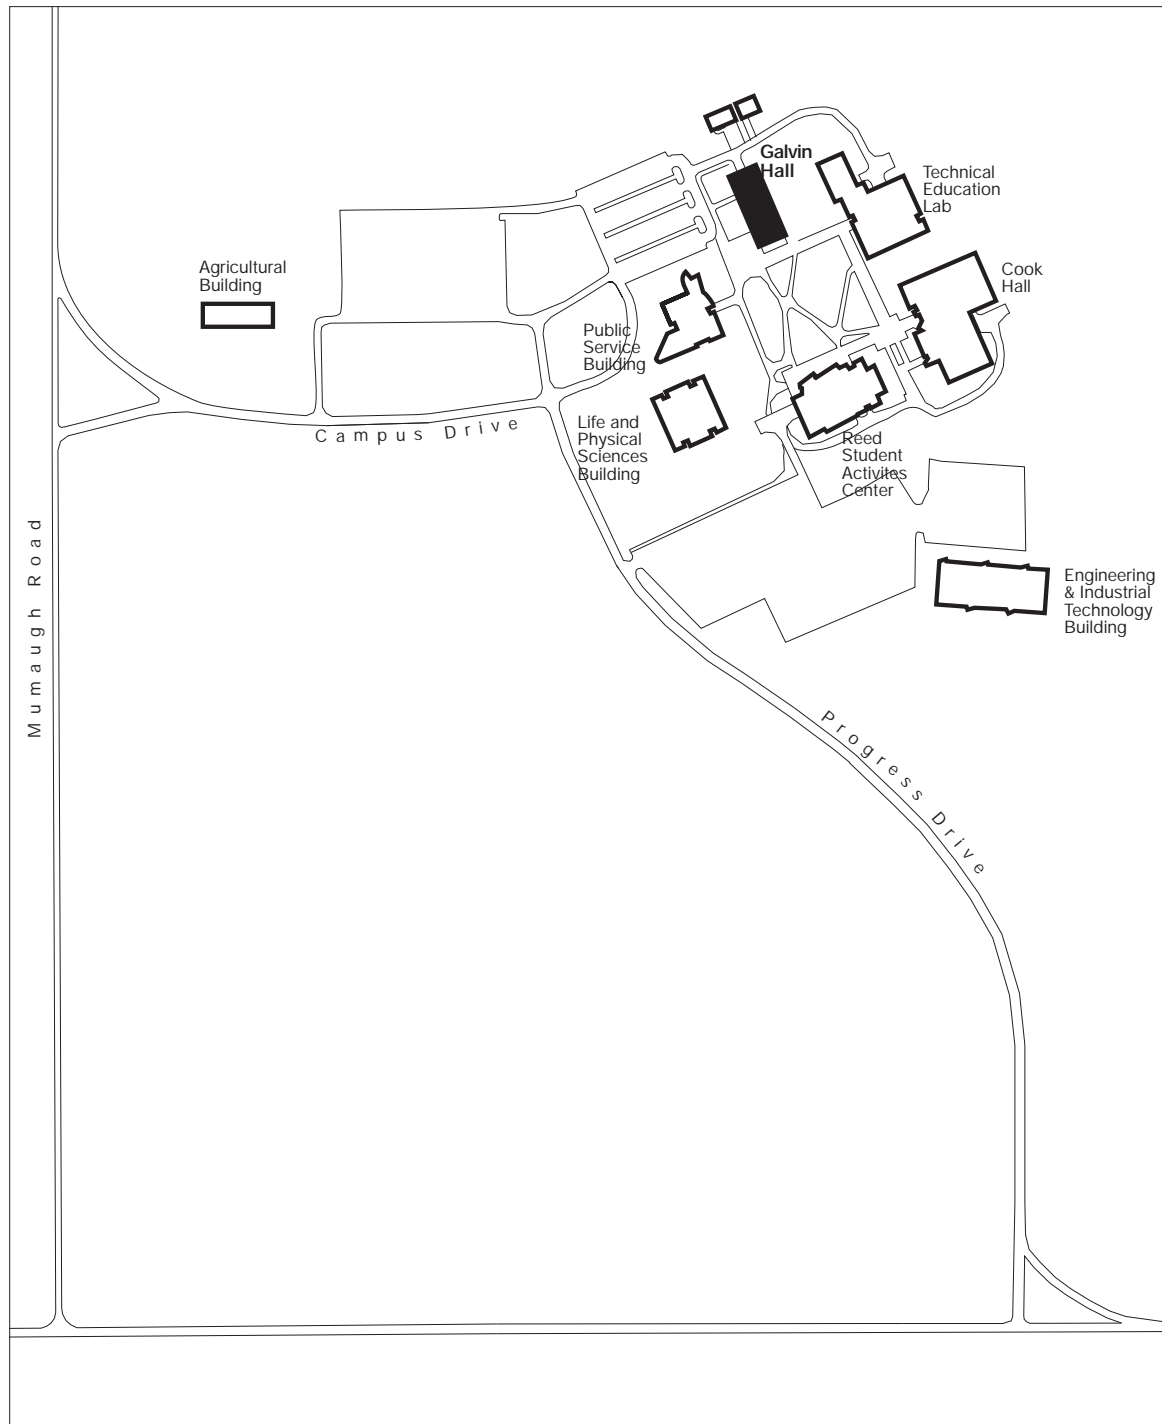 Galvin
Hall
Technical
Education
Lab
Agricultural
Building
Cook
Hall
Public
Service
Building
Life and
Physical
Sciences
Building
Campus Drive
Reed
Student
Activites
Center
Mumaugh Road
Engineering
& Industrial
Technology
Building
Progress Drive